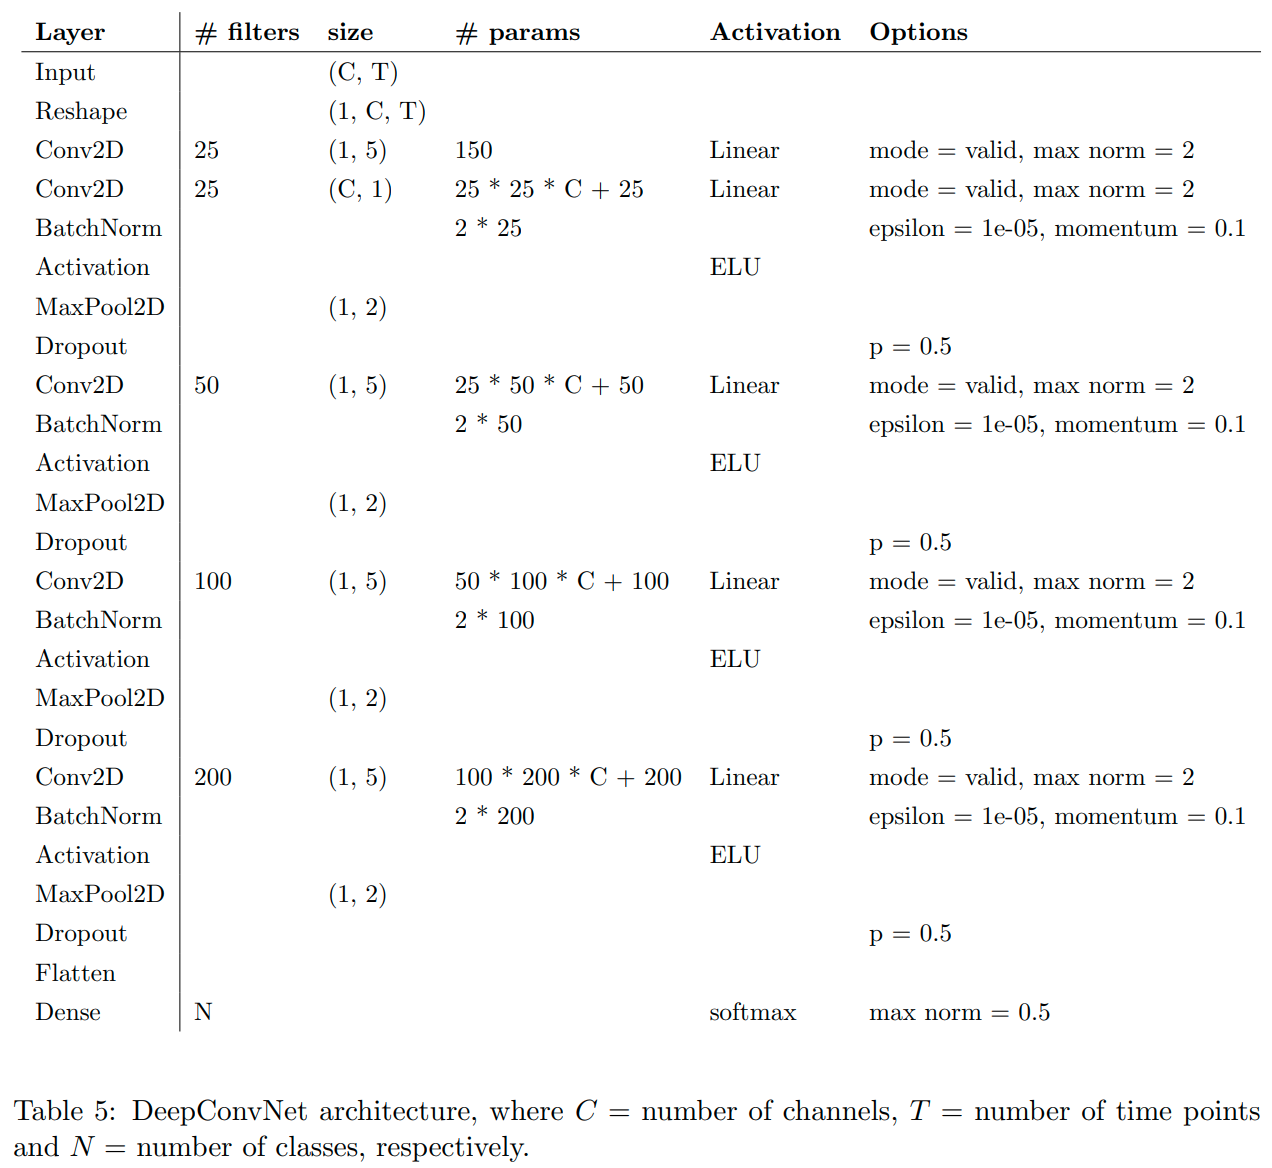 Layer # filters size # params Activation Options
Input (C, T)
Reshape (1, C, T)
Conv2D 25 (1, 5) 150 Linear mode = valid, max norm = 2
Conv2D 25 (C, 1) 25 * 25 * C + 25 Linear mode = valid, max norm = 2
BatchNorm 2 * 25 epsilon = 1e-05, momentum = 0.1
Activation ELU
MaxPool2D (1, 2)
Dropout p = 0.5
Conv2D 50 (1, 5) 25 * 50 * C + 50 Linear mode = valid, max norm = 2
BatchNorm 2 * 50 epsilon = 1e-05, momentum = 0.1
Activation ELU
MaxPool2D (1, 2)
Dropout p = 0.5
Conv2D 100 (1, 5) 50 * 100 * C + 100 Linear mode = valid, max norm = 2
BatchNorm 2 * 100 epsilon = 1e-05, momentum = 0.1
Activation ELU
MaxPool2D (1, 2)
Dropout p = 0.5
Conv2D 200 (1, 5) 100 * 200 * C + 200 Linear mode = valid, max norm = 2
BatchNorm 2 * 200 epsilon = 1e-05, momentum = 0.1
Activation ELU
MaxPool2D (1, 2)
Dropout p = 0.5
Flatten
Dense N softmax max norm = 0.5
Table 5: DeepConvNet architecture, where C = number of channels, T = number of time points
and N = number of classes, respectively.